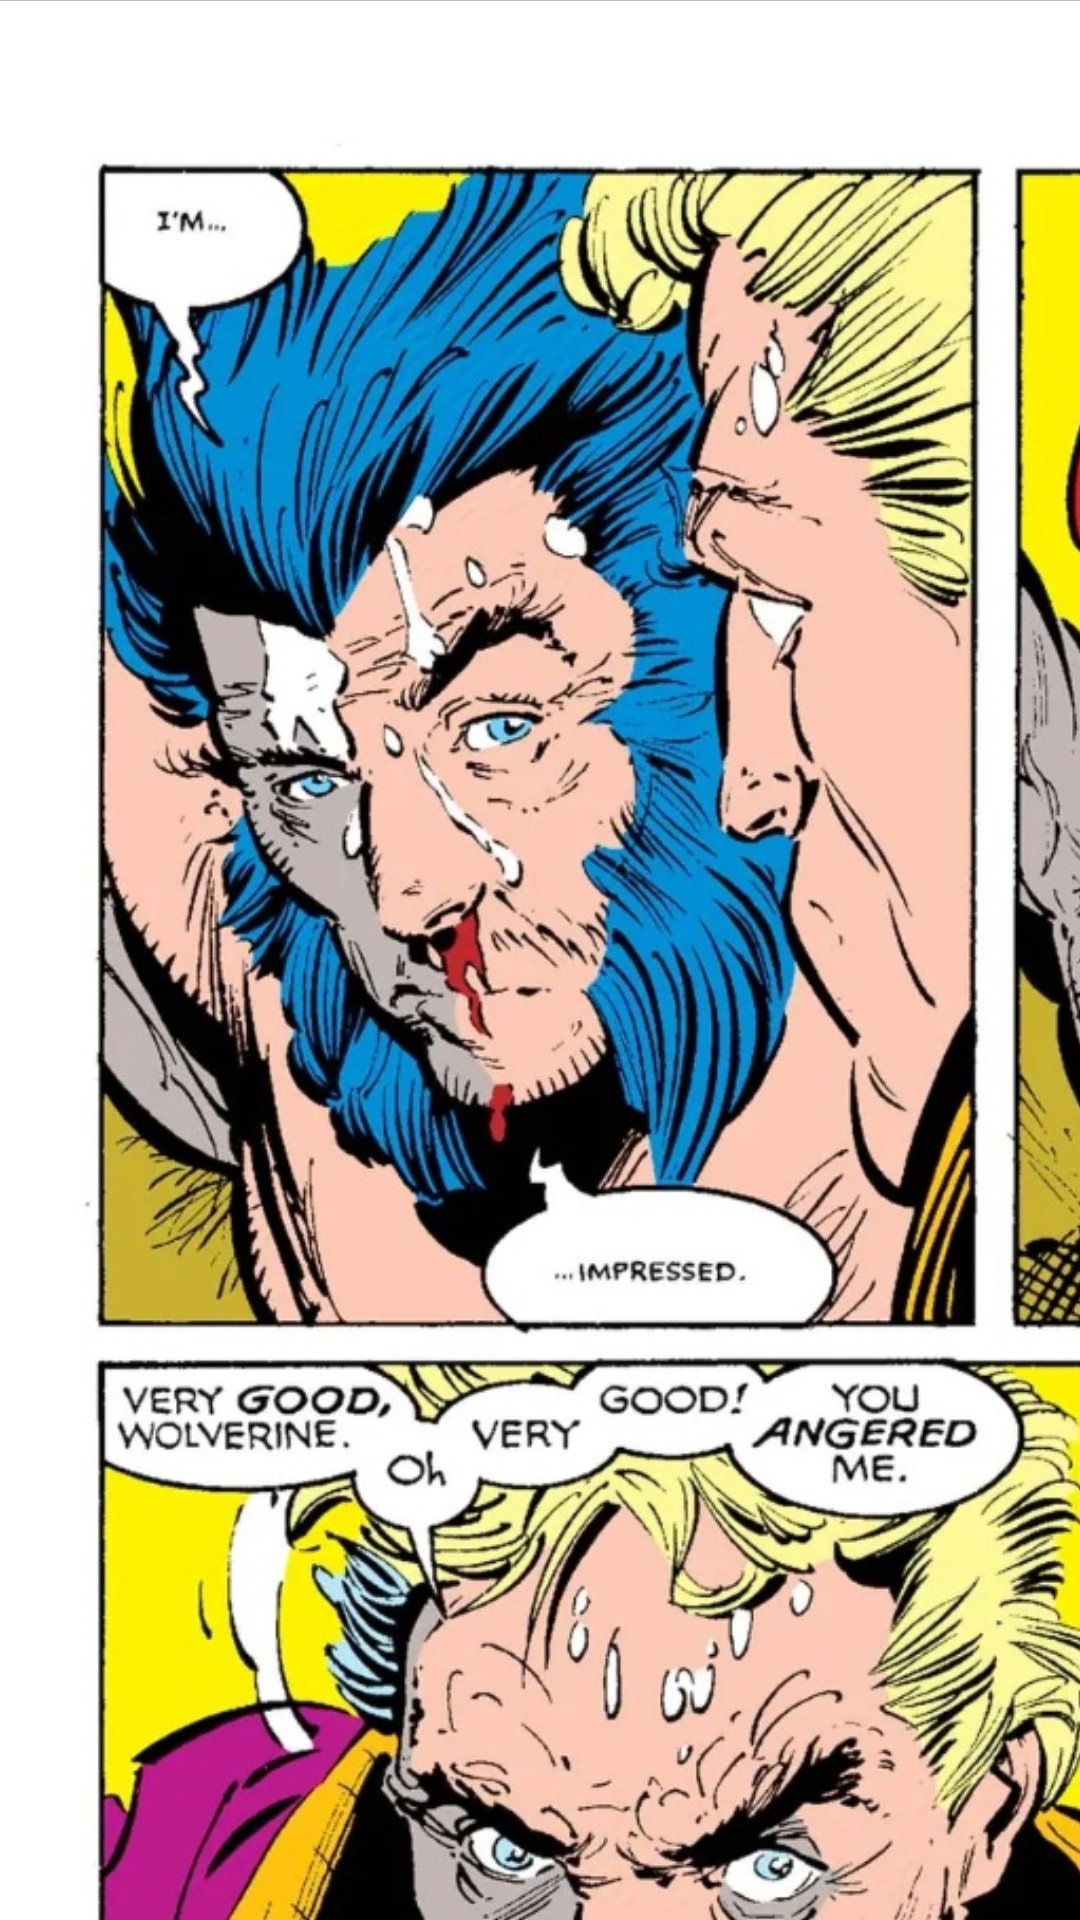 I'M...
...IMPRESSED.
VERY GOOD,
WOLVERINE.
Oh
VERY
GOOD!
YOU
ANGERED
ME.